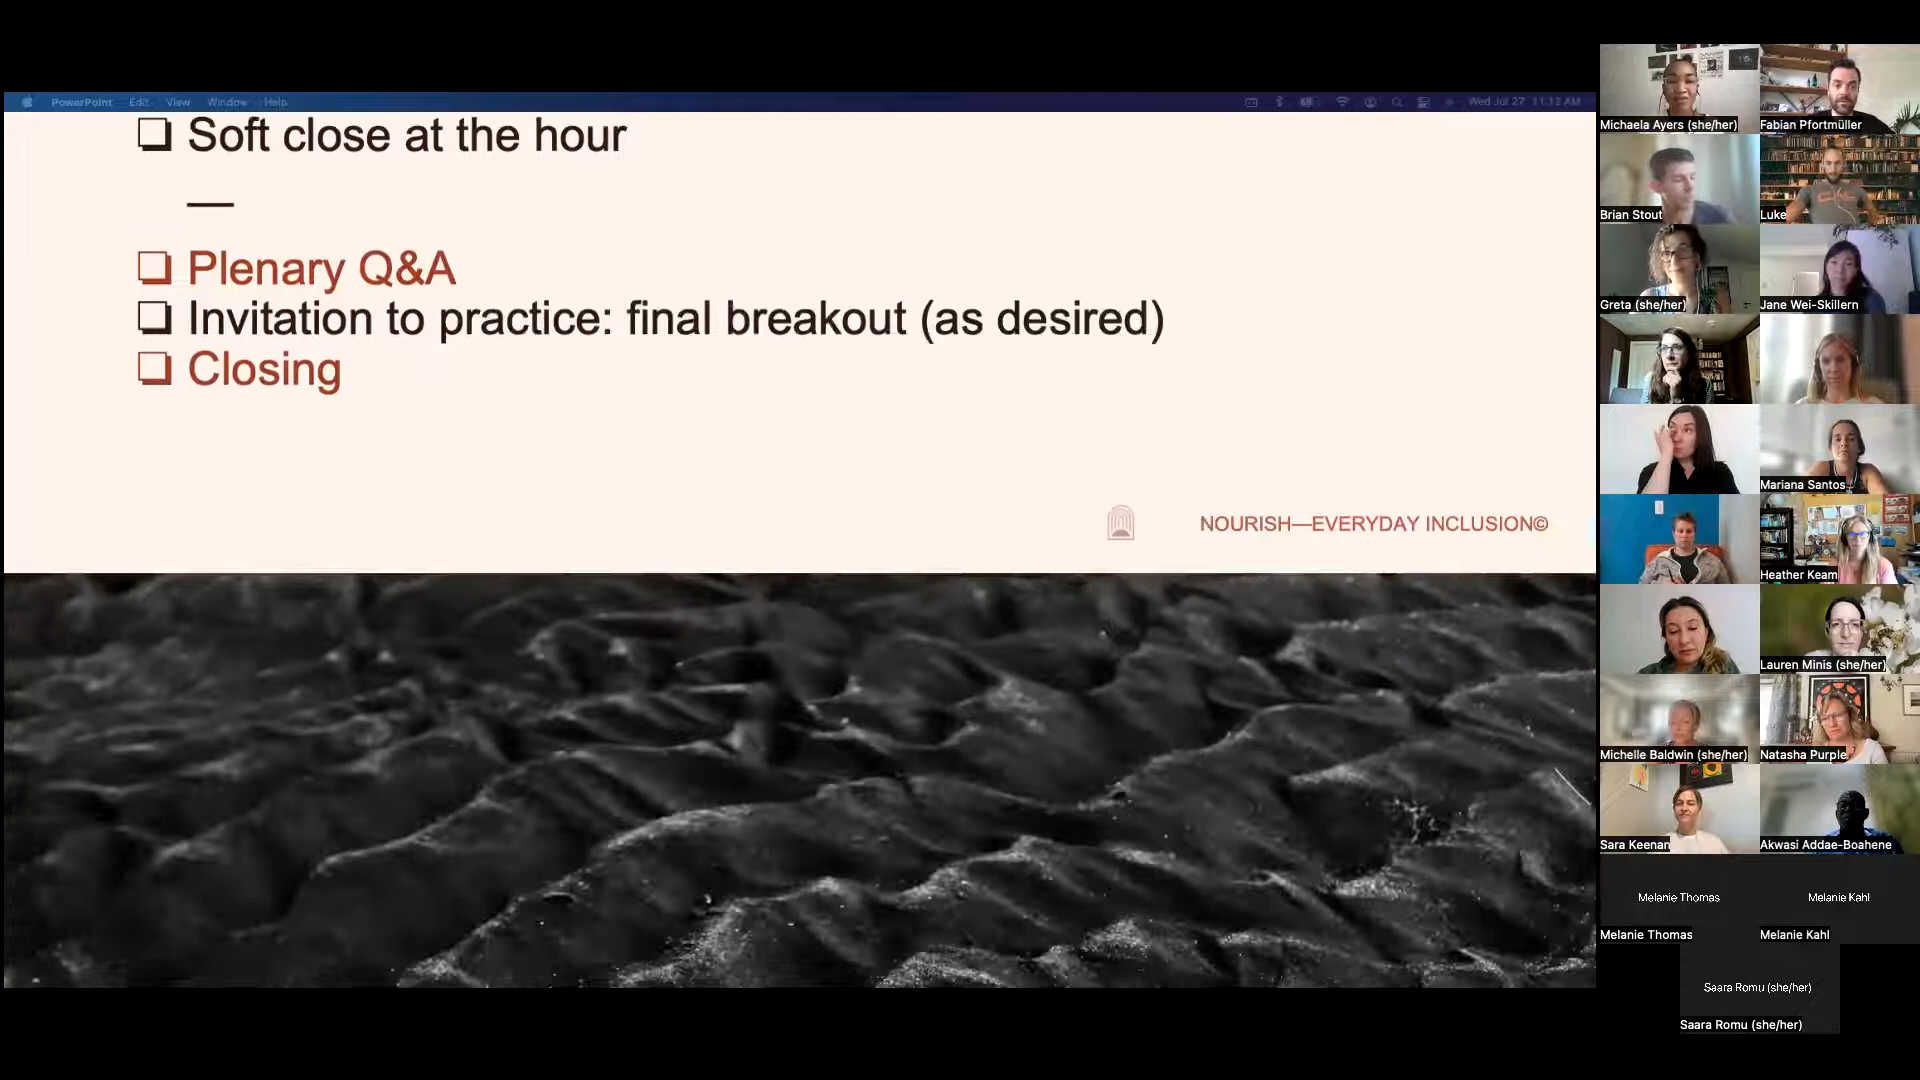 PowerPoint Edit View Window Help
Wed Jul 27 11:12 AM
Soft close at the hour
—
Plenary Q&A
Invitation to practice: final breakout (as desired)
Closing
NOURISH—EVERYDAY INCLUSION©
Michaela Ayers (she/her)
Fabian Pfortmüller
Brian Stout
Luke
Greta (she/her)
Jane Wei-Skillern
Mariana Santos
Heather Keam
Lauren Minis (she/her)
Michelle Baldwin (she/her)
Natasha Purple
Sara Keenan
Akwasi Addae-Boahene
Melanie Thomas
Melanie Kahl
Melanie Thomas
Melanie Kahl
Saara Romu (she/her)
Saara Romu (she/her)